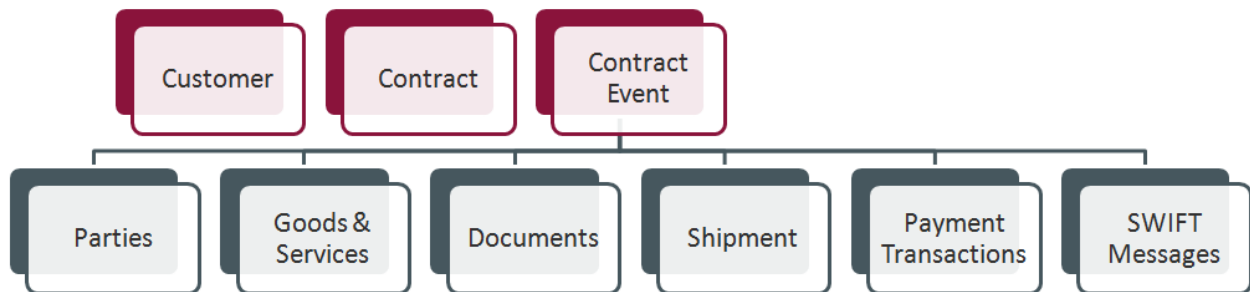 Customer
Contract
Contract
Event
Parties
Goods &
Services
Documents
Shipment
Payment
Transactions
SWIFT
Messages